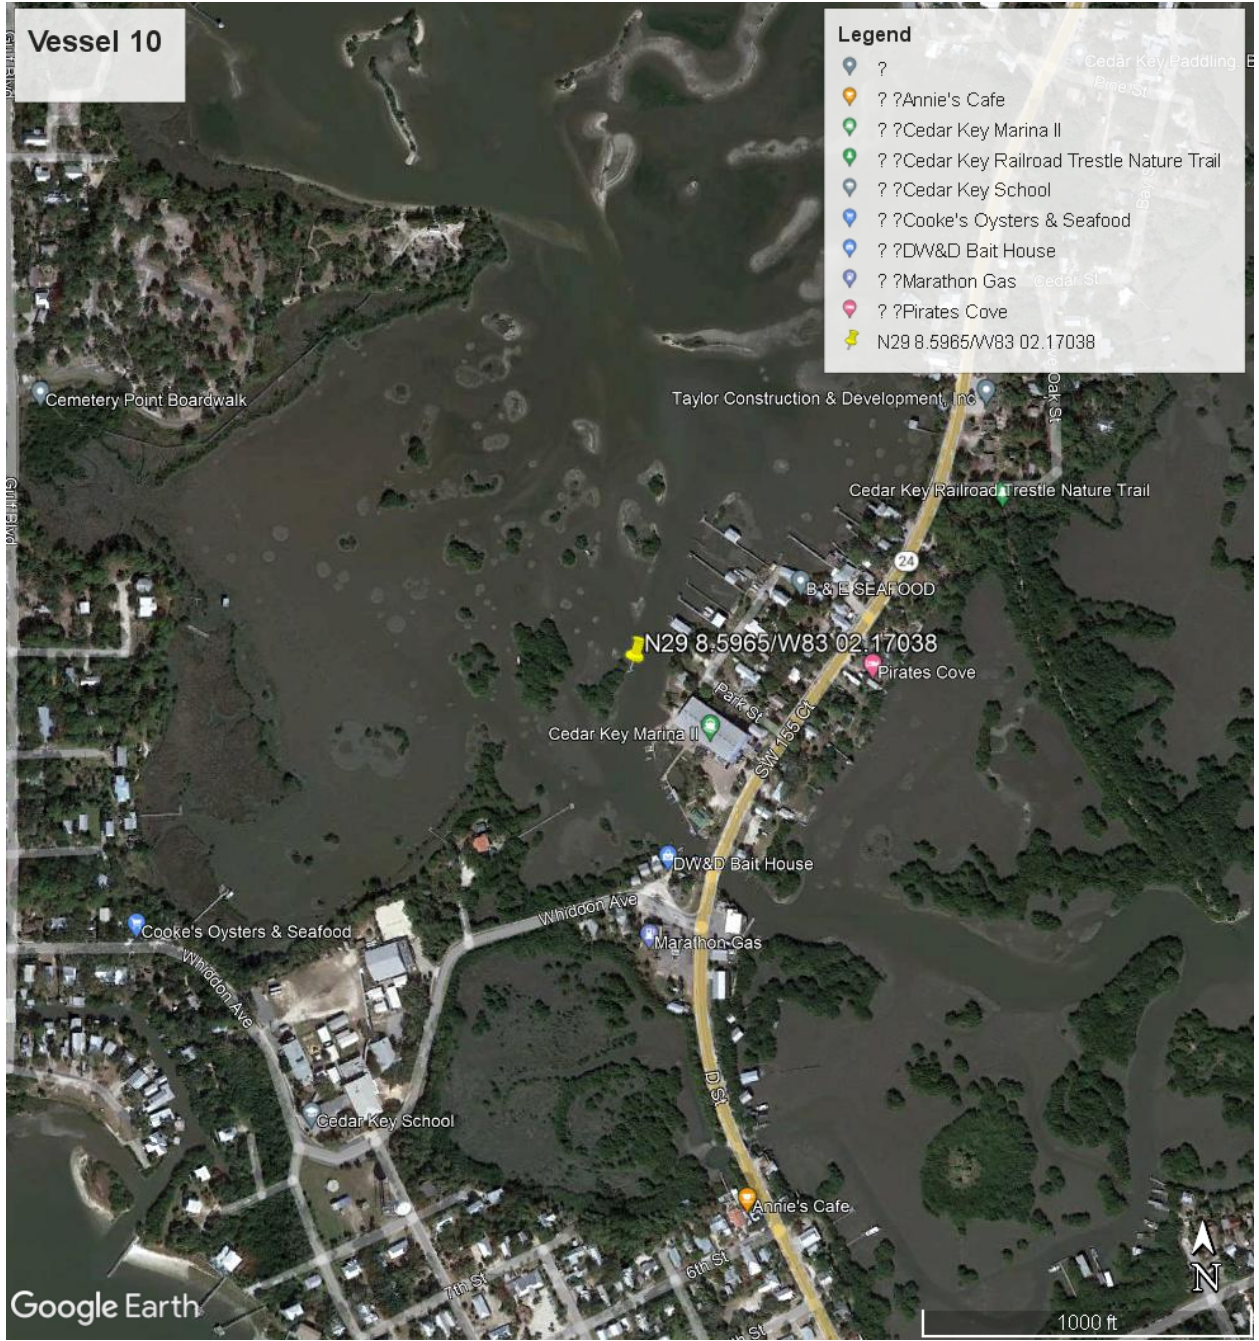 Vessel 10
Legend
?
? ?Annie's Cafe
? ?Cedar Key Marina II
? ?Cedar Key Railroad Trestle Nature Trail
? ?Cedar Key School
? ?Cooke's Oysters & Seafood
? ?DW&D Bait House
? ?Marathon Gas
? ?Pirates Cove
N29 8.5965/W83 02.17038
Cedar Key Paddling,
Pine St
Cedar St
Gulf Blvd
Cemetery Point Boardwalk
Taylor Construction & Development, Inc
Oak St
Cedar Key Railroad Trestle Nature Trail
Gulf Blvd
24
B & E SEAFOOD
N29 8.5965/W83 02.17038
Pirates Cove
Park St
Cedar Key Marina II
SW 155 Ct
DW&D Bait House
Whiddon Ave
Cooke's Oysters & Seafood
Marathon Gas
Whiddon Ave
D St
Cedar Key School
Annie's Cafe
6th St
7th St
N
Google Earth
1000 ft